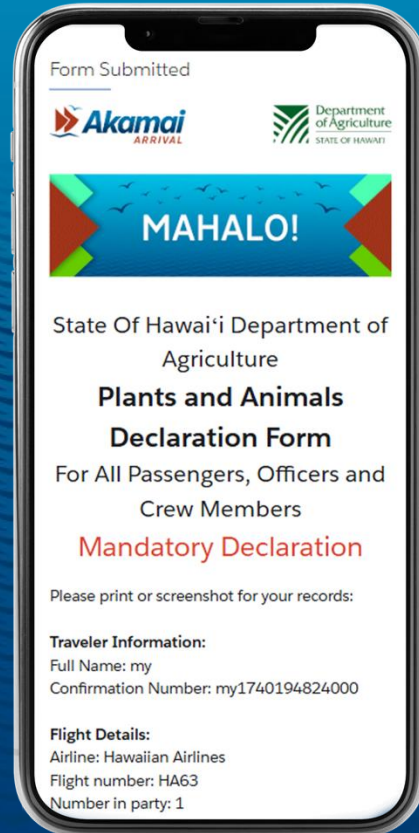 Form Submitted
Akamai
ARRIVAL
Department
of Agriculture
STATE OF HAWAI'I
MAHALO!
State Of Hawaiʻi Department of
Agriculture
Plants and Animals
Declaration Form
For All Passengers, Officers and
Crew Members
Mandatory Declaration
Please print or screenshot for your records:
Traveler Information:
Full Name: my
Confirmation Number: my1740194824000
Flight Details:
Airline: Hawaiian Airlines
Flight number: HA63
Number in party: 1